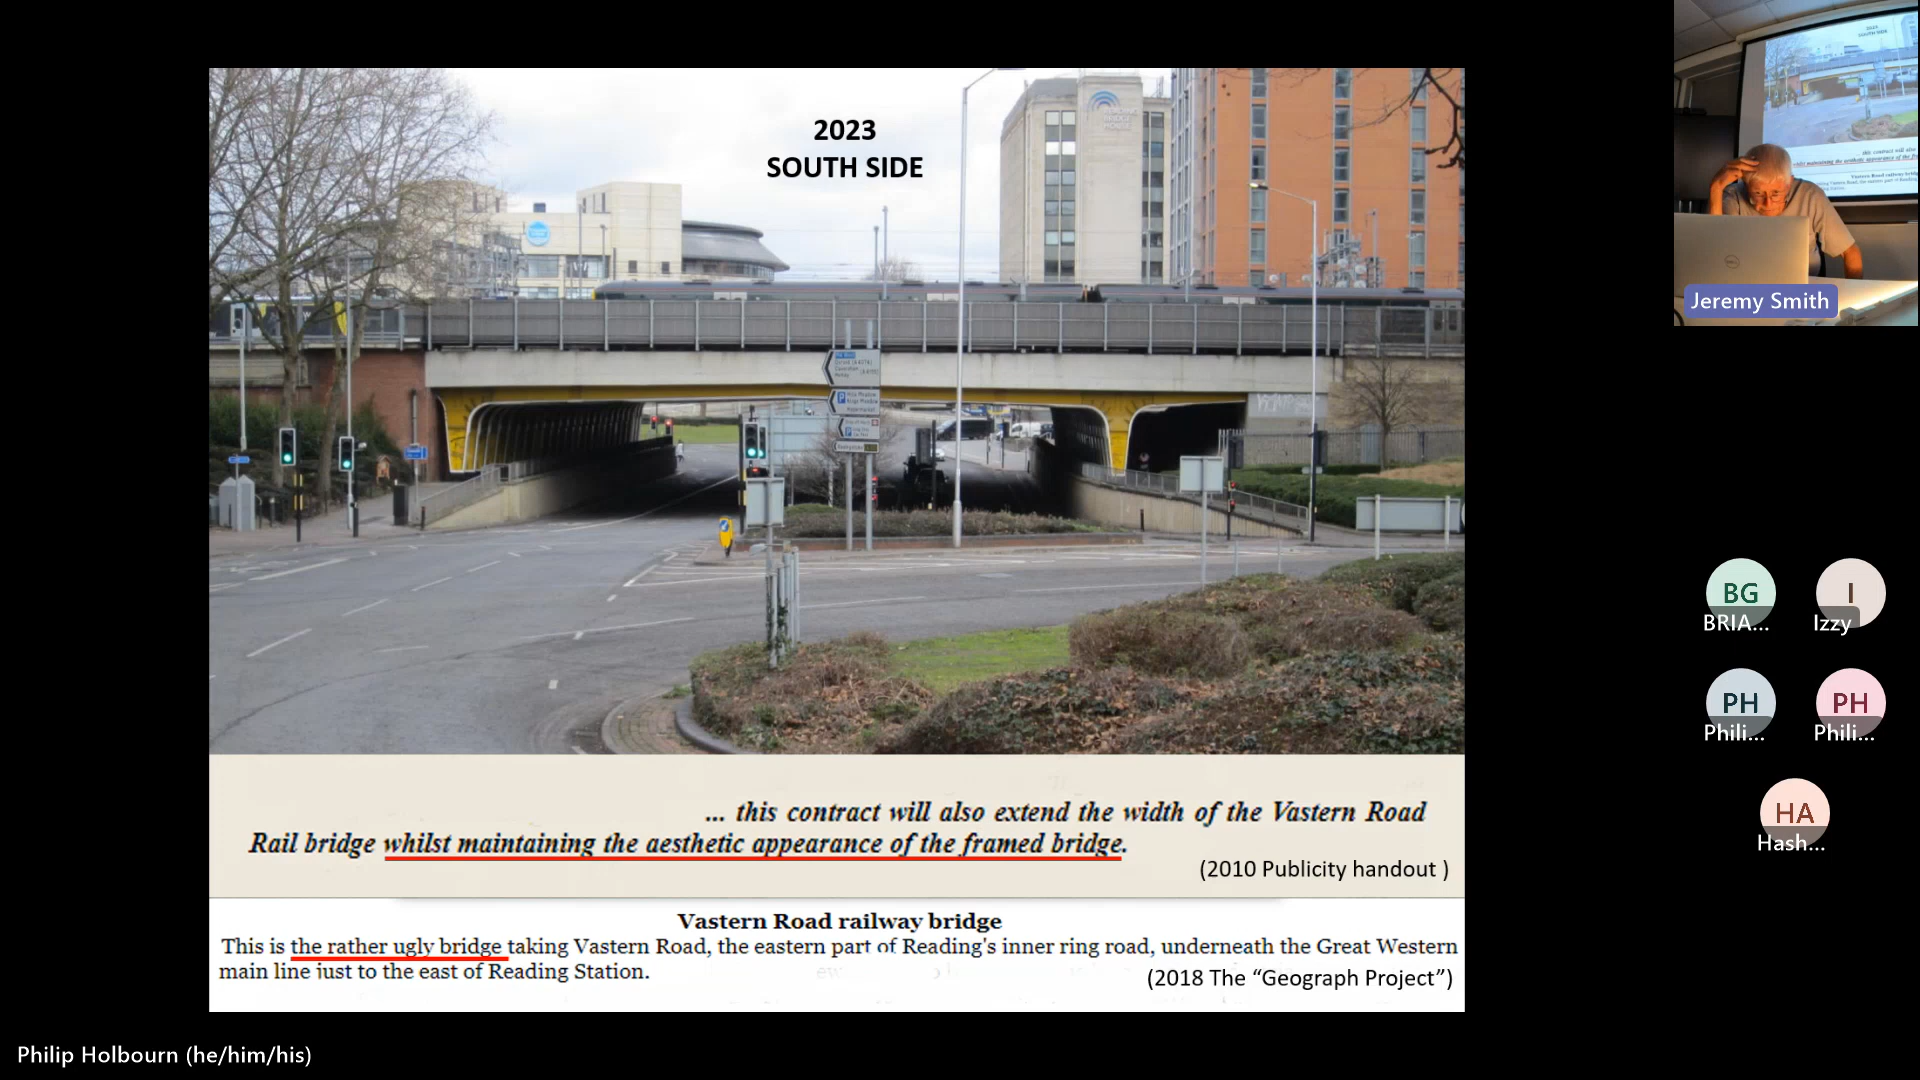 2023
SOUTH SIDE
... this contract will also extend the width of the Vastern Road
Rail bridge whilst maintaining the aesthetic appearance of the framed bridge.
(2010 Publicity handout )
Vastern Road railway bridge
This is the rather ugly bridge taking Vastern Road, the eastern part of Reading's inner ring road, underneath the Great Western
main line just to the east of Reading Station.
(2018 The “Geograph Project”)
Jeremy Smith
BG
BRIA...
I
Izzy
PH
Phili...
PH
Phili...
HA
Hash...
Philip Holbourn (he/him/his)